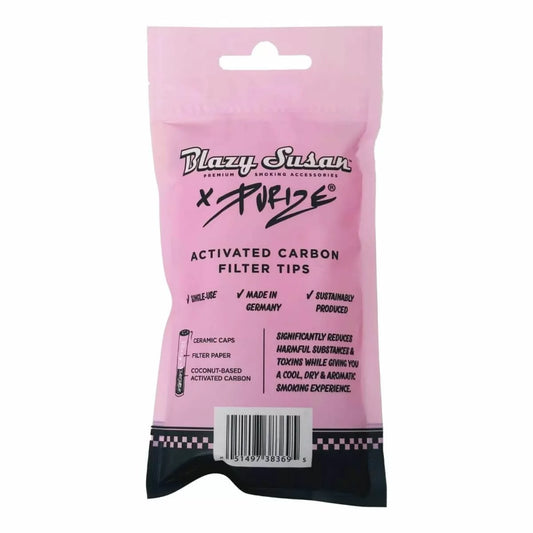 Blazy Susan
PREMIUM SMOKING ACCESSORIES
X PURIZE®
ACTIVATED CARBON
FILTER TIPS
✓ SINGLE-USE ✓ MADE IN GERMANY ✓ SUSTAINABLY PRODUCED
CERAMIC CAPS
FILTER PAPER
COCONUT-BASED
ACTIVATED CARBON
PURIZE
SIGNIFICANTLY REDUCES
HARMFUL SUBSTANCES &
TOXINS WHILE GIVING YOU
A COOL, DRY & AROMATIC
SMOKING EXPERIENCE.
51497 38369 5